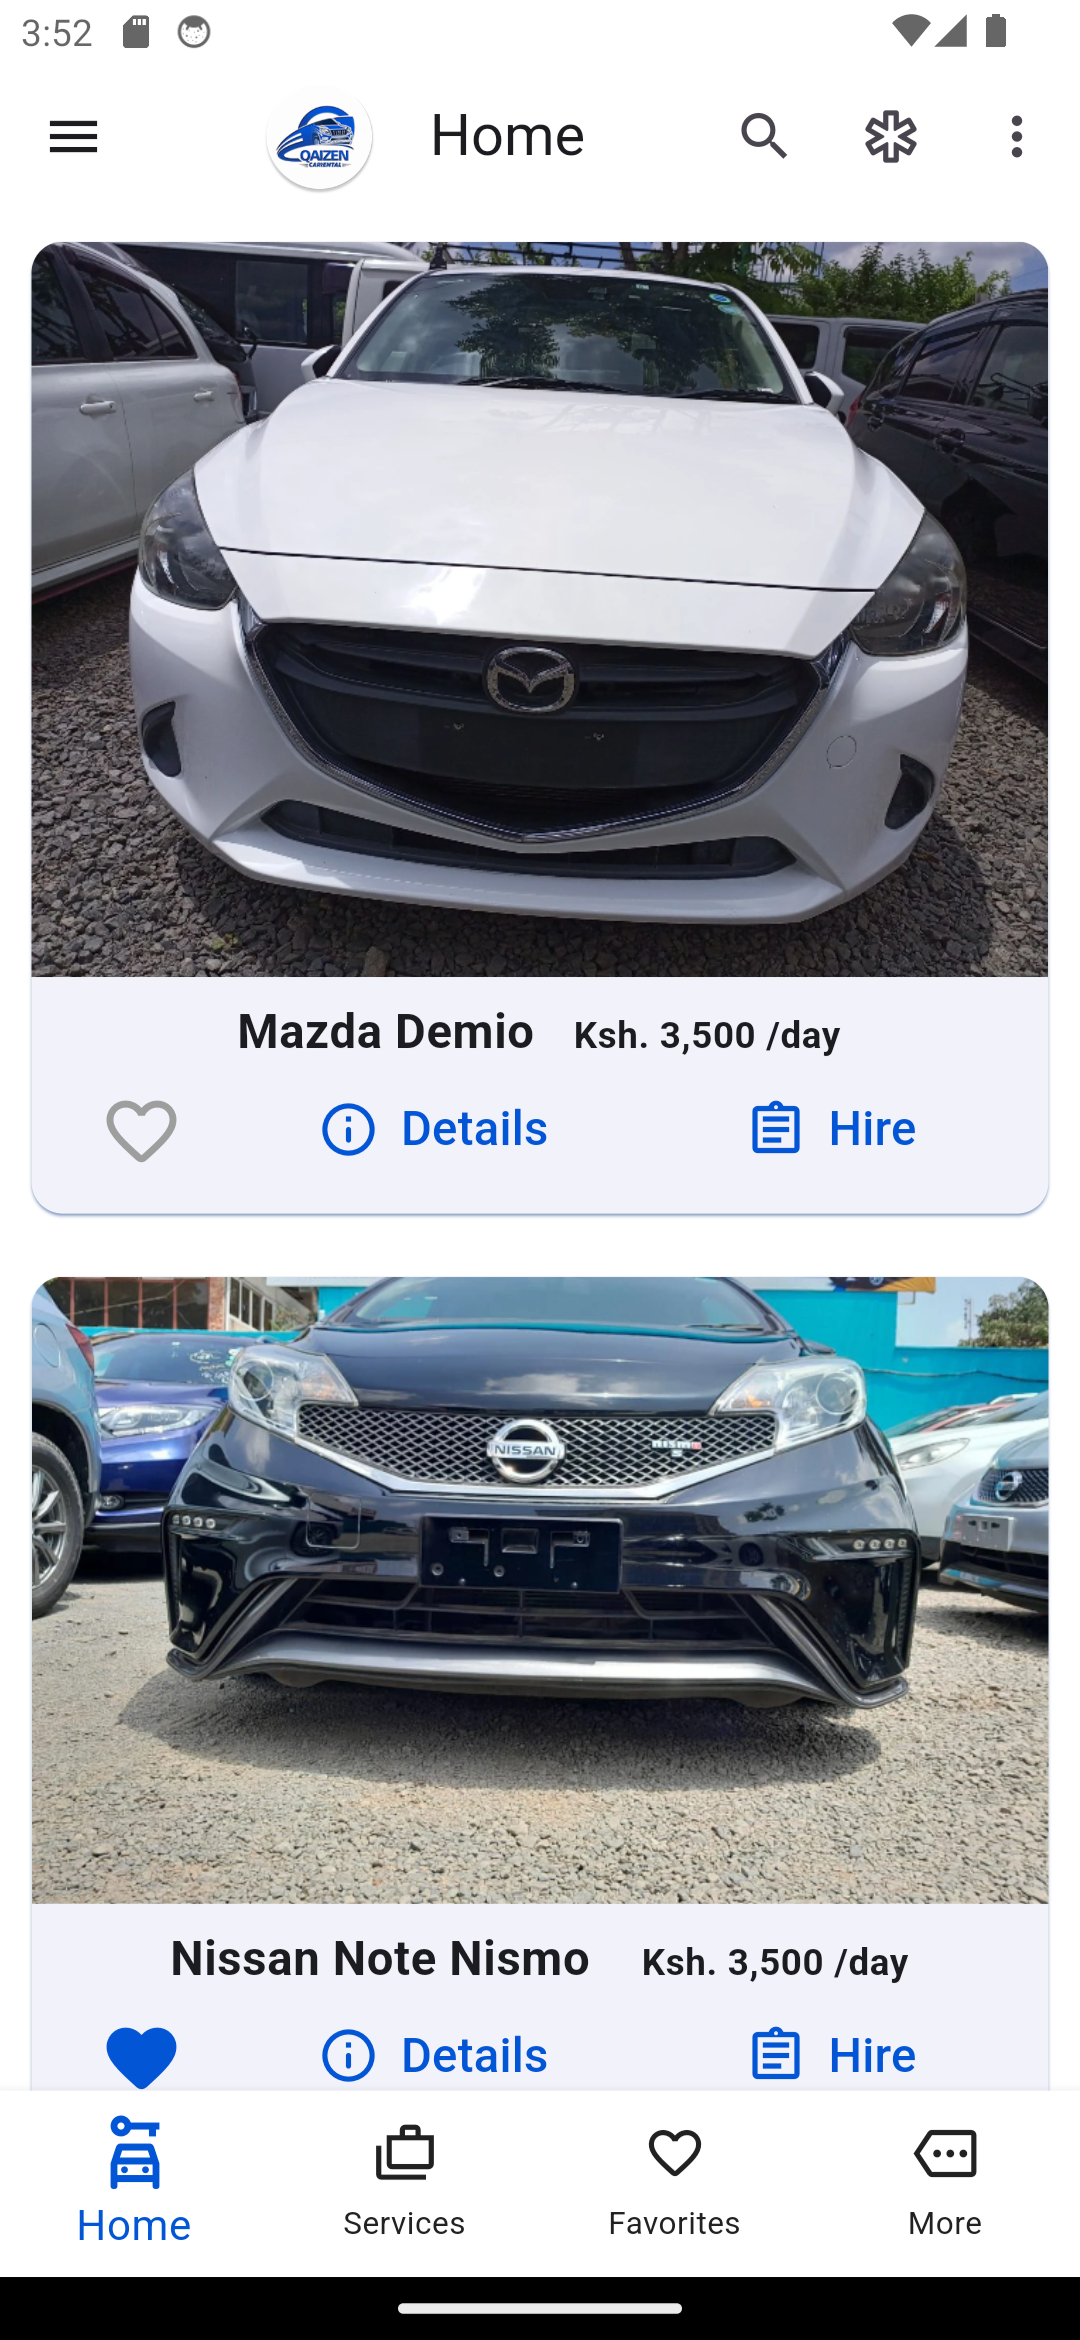 3:52
QAIZEN
CARIENTAL
Home
Mazda Demio Ksh. 3,500 /day
Details Hire
NISSAN nismo
Nissan Note Nismo Ksh. 3,500 /day
Details Hire
Home Services Favorites More